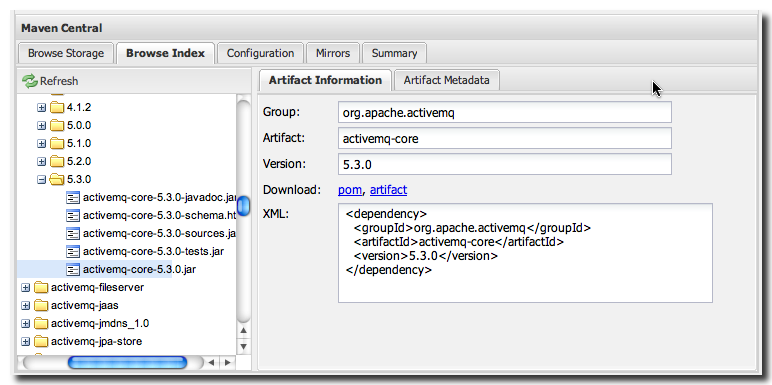 Maven Central
Browse Storage
Browse Index
Configuration
Mirrors
Summary
Refresh
4.1.2
5.0.0
5.1.0
5.2.0
5.3.0
activemq-core-5.3.0-javadoc.jar
activemq-core-5.3.0-schema.ht
activemq-core-5.3.0-sources.ja
activemq-core-5.3.0-tests.jar
activemq-core-5.3.0.jar
activemq-fileserver
activemq-jaas
activemq-jmdns_1.0
activemq-jpa-store
Artifact Information
Artifact Metadata
Group: org.apache.activemq
Artifact: activemq-core
Version: 5.3.0
Download: pom, artifact
XML: <dependency>
<groupId>org.apache.activemq</groupId>
<artifactId>activemq-core</artifactId>
<version>5.3.0</version>
</dependency>